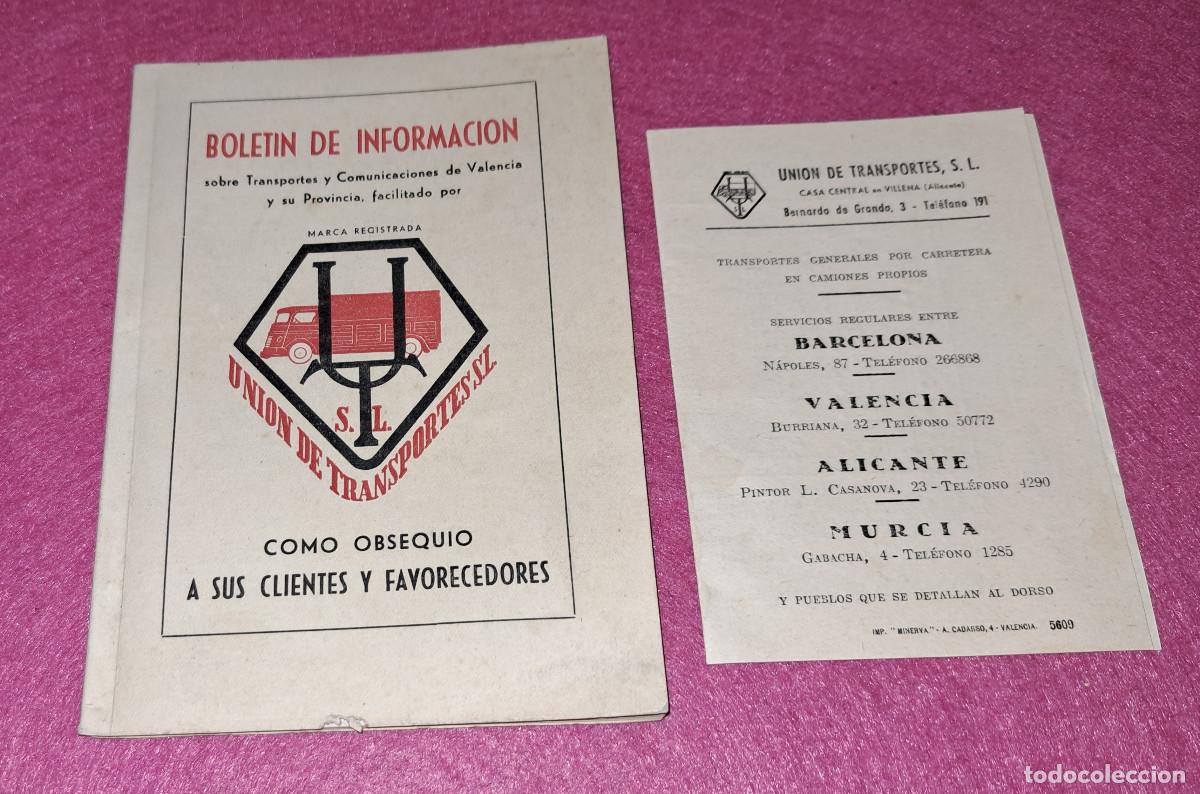 BOLETIN DE INFORMACION
sobre Transportes y Comunicaciones de Valencia
y su Provincia, facilitado por
MARCA REGISTRADA
UT
S. L.
UNION DE TRANSPORTES S.L.
COMO OBSEQUIO
A SUS CLIENTES Y FAVORECEDORES
UNION DE TRANSPORTES, S. L.
CASA CENTRAL en VILLENA (Alicante)
Bernardo de Grando, 3 - Teléfono 191
S L
TRANSPORTES GENERALES POR CARRETERA
EN CAMIONES PROPIOS
SERVICIOS REGULARES ENTRE
BARCELONA
NÁPOLES, 87 - TELÉFONO 266868
VALENCIA
BURRIANA, 32 - TELÉFONO 50772
ALICANTE
PINTOR L. CASANOVA, 23 - TELÉFONO 4290
MURCIA
GABACHA, 4 - TELÉFONO 1285
Y PUEBLOS QUE SE DETALLAN AL DORSO
IMP. "MINERVA" - A. CADARSO, 4 - VALENCIA. 5609
todocoleccion